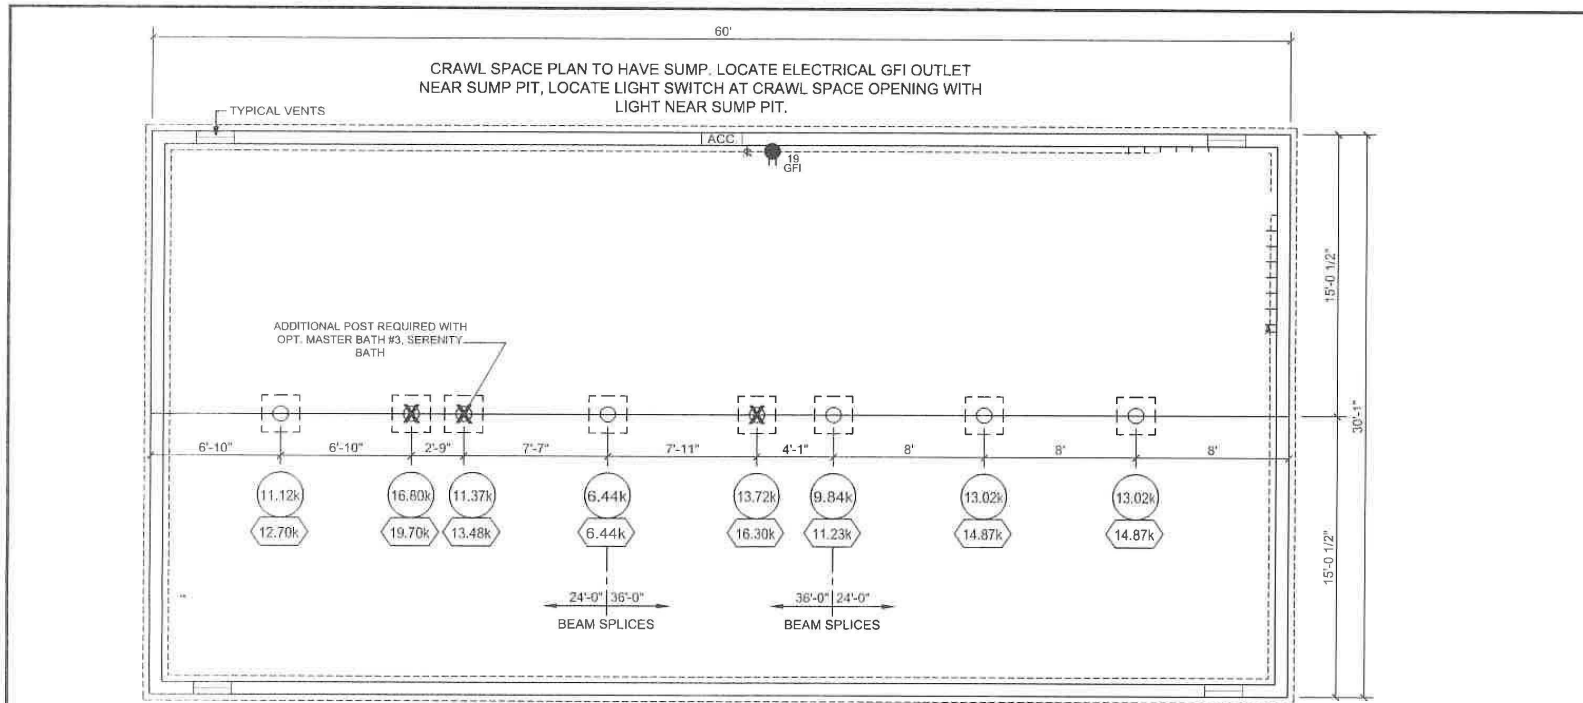 60'
CRAWL SPACE PLAN TO HAVE SUMP. LOCATE ELECTRICAL GFI OUTLET
NEAR SUMP PIT, LOCATE LIGHT SWITCH AT CRAWL SPACE OPENING WITH
LIGHT NEAR SUMP PIT.
TYPICAL VENTS
ACC.
19
GFI
15'-0 1/2"
30'-1"
15'-0 1/2"
ADDITIONAL POST REQUIRED WITH
OPT. MASTER BATH #3, SERENITY
BATH
6'-10" 6'-10" 2'-9" 7'-7" 7'-11" 4'-1" 8' 8' 8'
11.12k 16.80k 11.37k 6.44k 13.72k 9.84k 13.02k 13.02k
12.70k 19.70k 13.48k 6.44k 16.30k 11.23k 14.87k 14.87k
24'-0" 36'-0" 36'-0" 24'-0"
BEAM SPLICES BEAM SPLICES